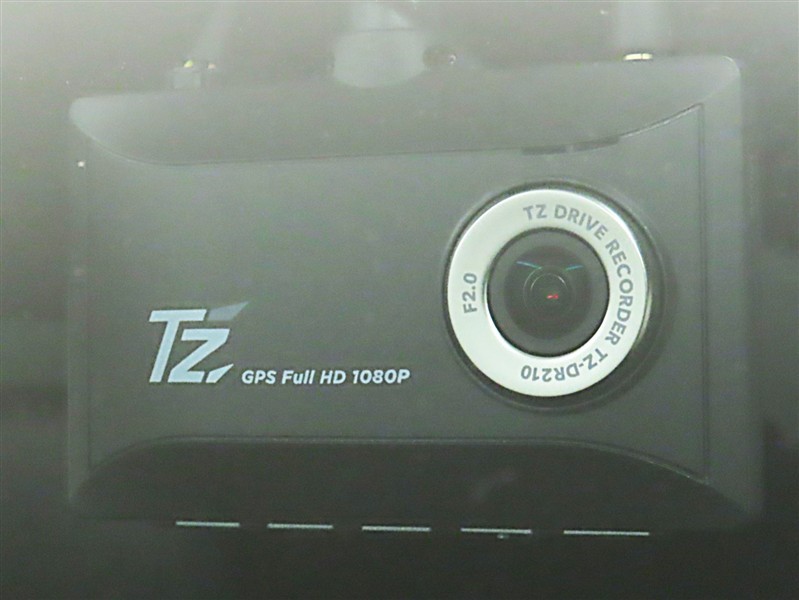 TZ
GPS Full HD 1080P
F2.0
TZ DRIVE RECORDER TZ-DR210